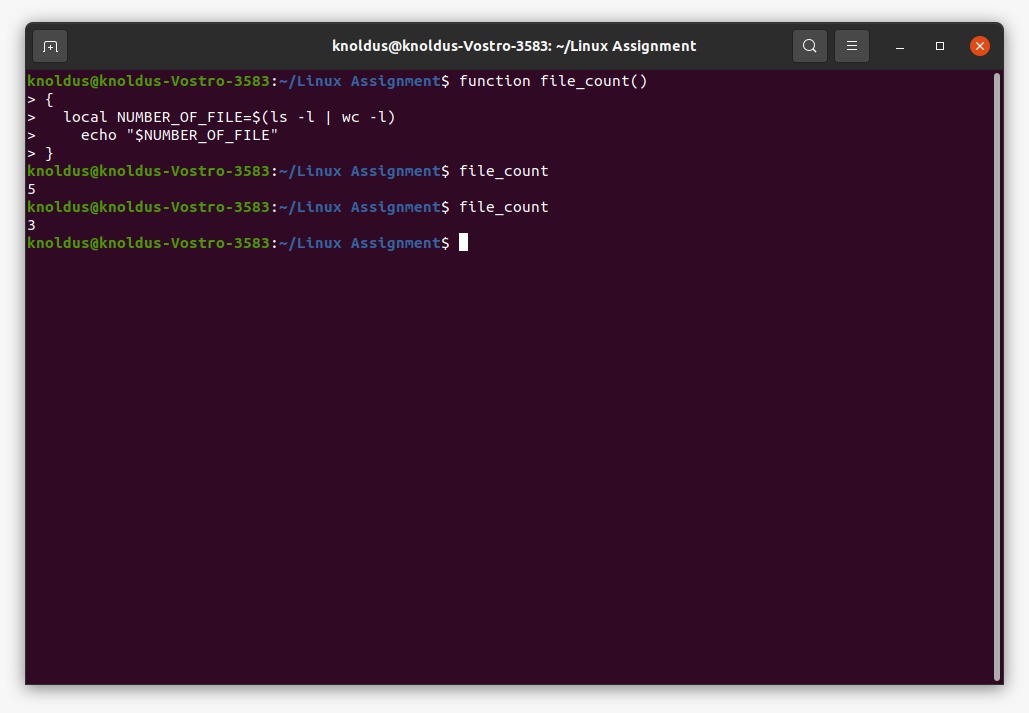 knoldus@knoldus-Vostro-3583: ~/Linux Assignment
knoldus@knoldus-Vostro-3583:~/Linux Assignment$ function file_count()
> {
>   local NUMBER_OF_FILE=$(ls -l | wc -l)
>     echo "$NUMBER_OF_FILE"
> }
knoldus@knoldus-Vostro-3583:~/Linux Assignment$ file_count
5
knoldus@knoldus-Vostro-3583:~/Linux Assignment$ file_count
3
knoldus@knoldus-Vostro-3583:~/Linux Assignment$